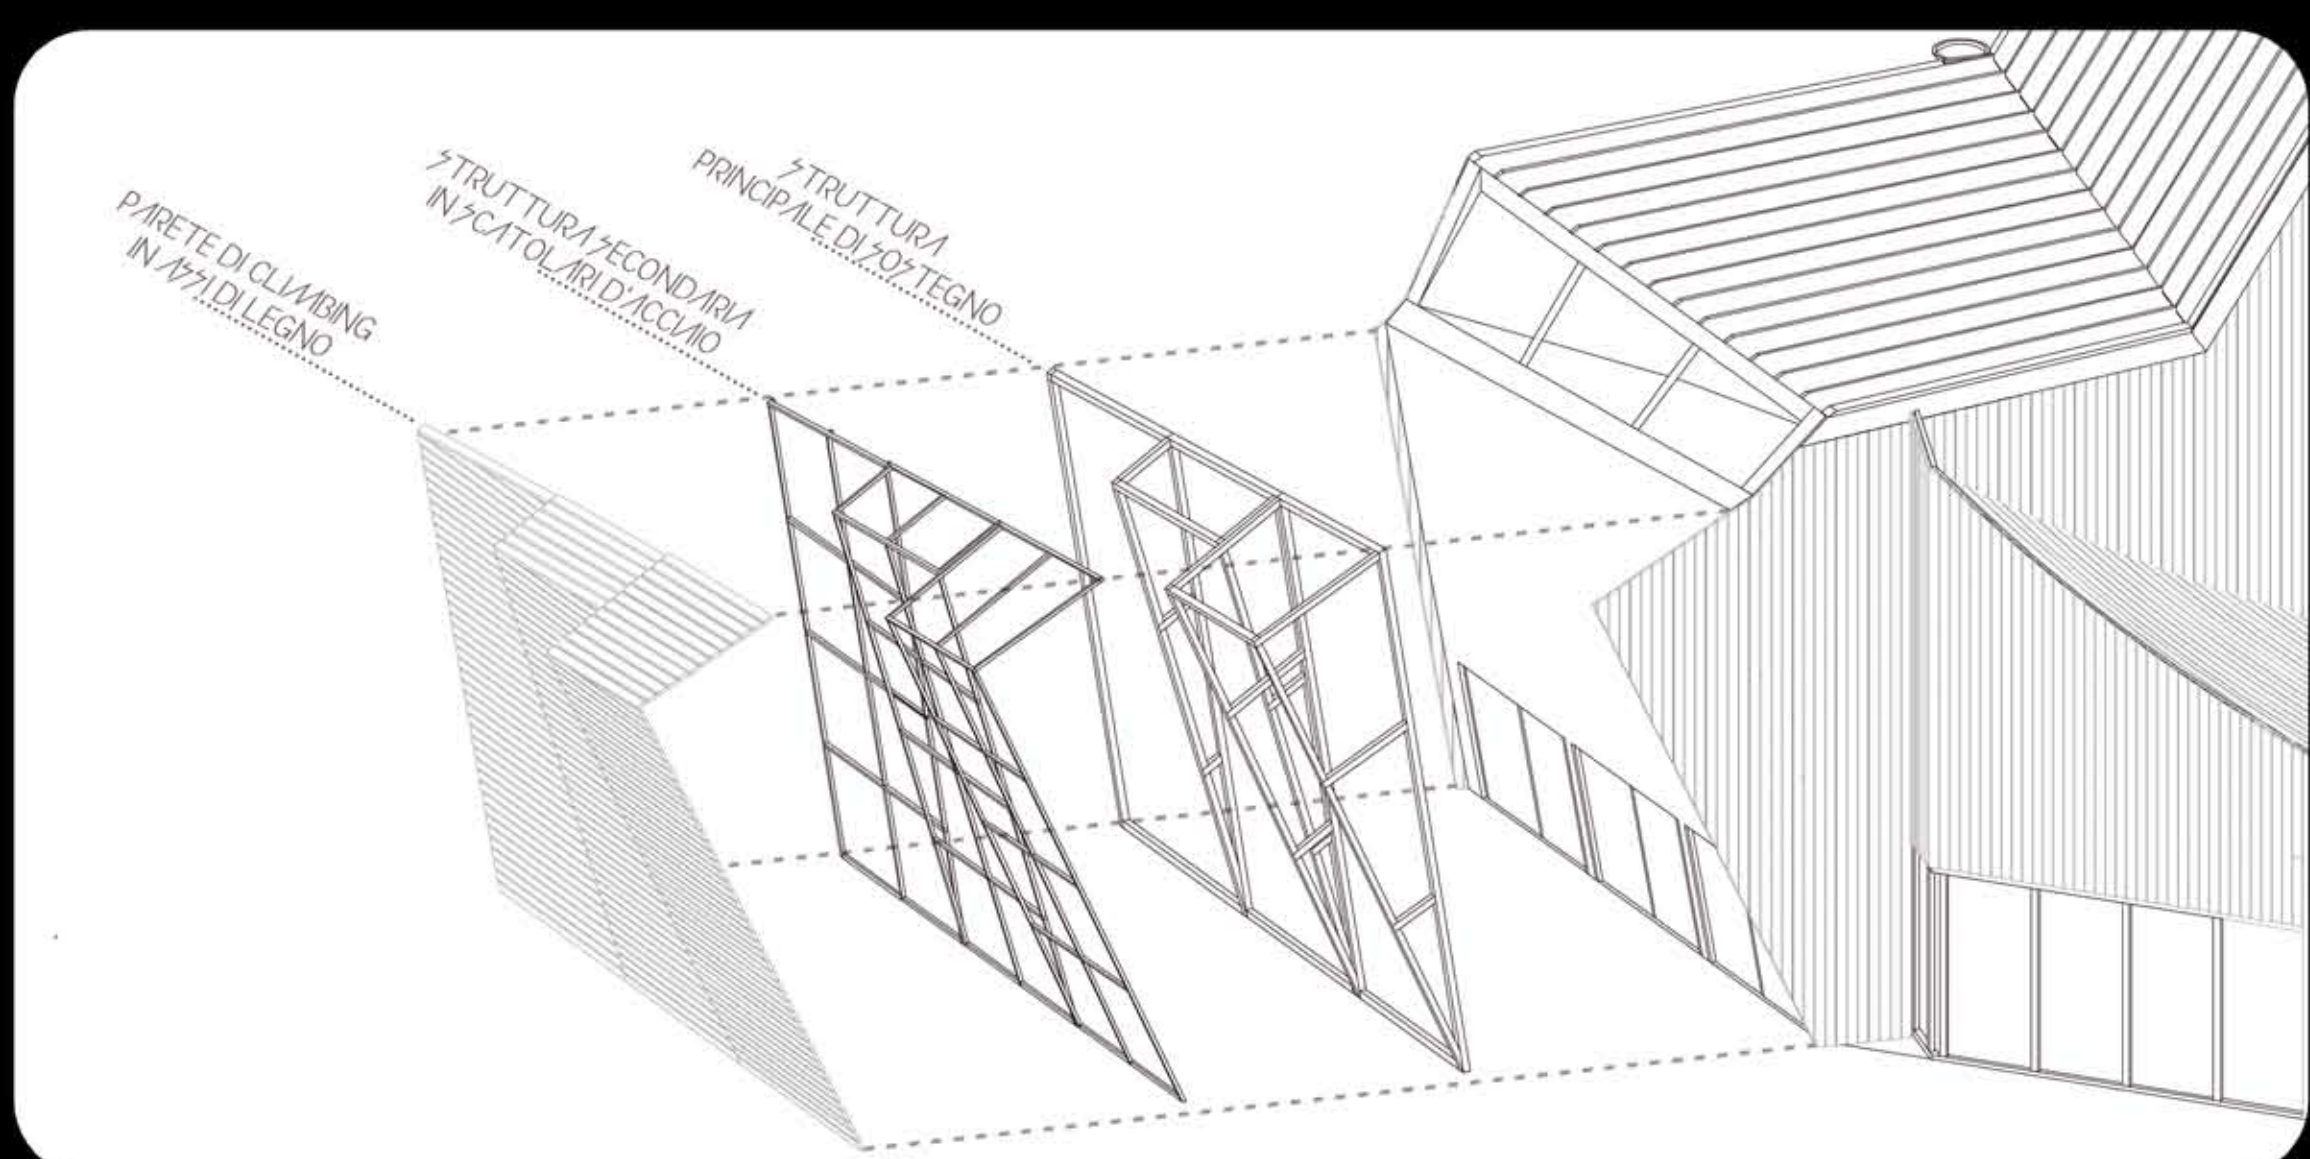 PARETE DI CLIMBING
IN ASSI DI LEGNO
STRUTTURA SECONDARIA
IN SCATOLARI D'ACCIAIO
STRUTTURA
PRINCIPALE DI SOSTEGNO